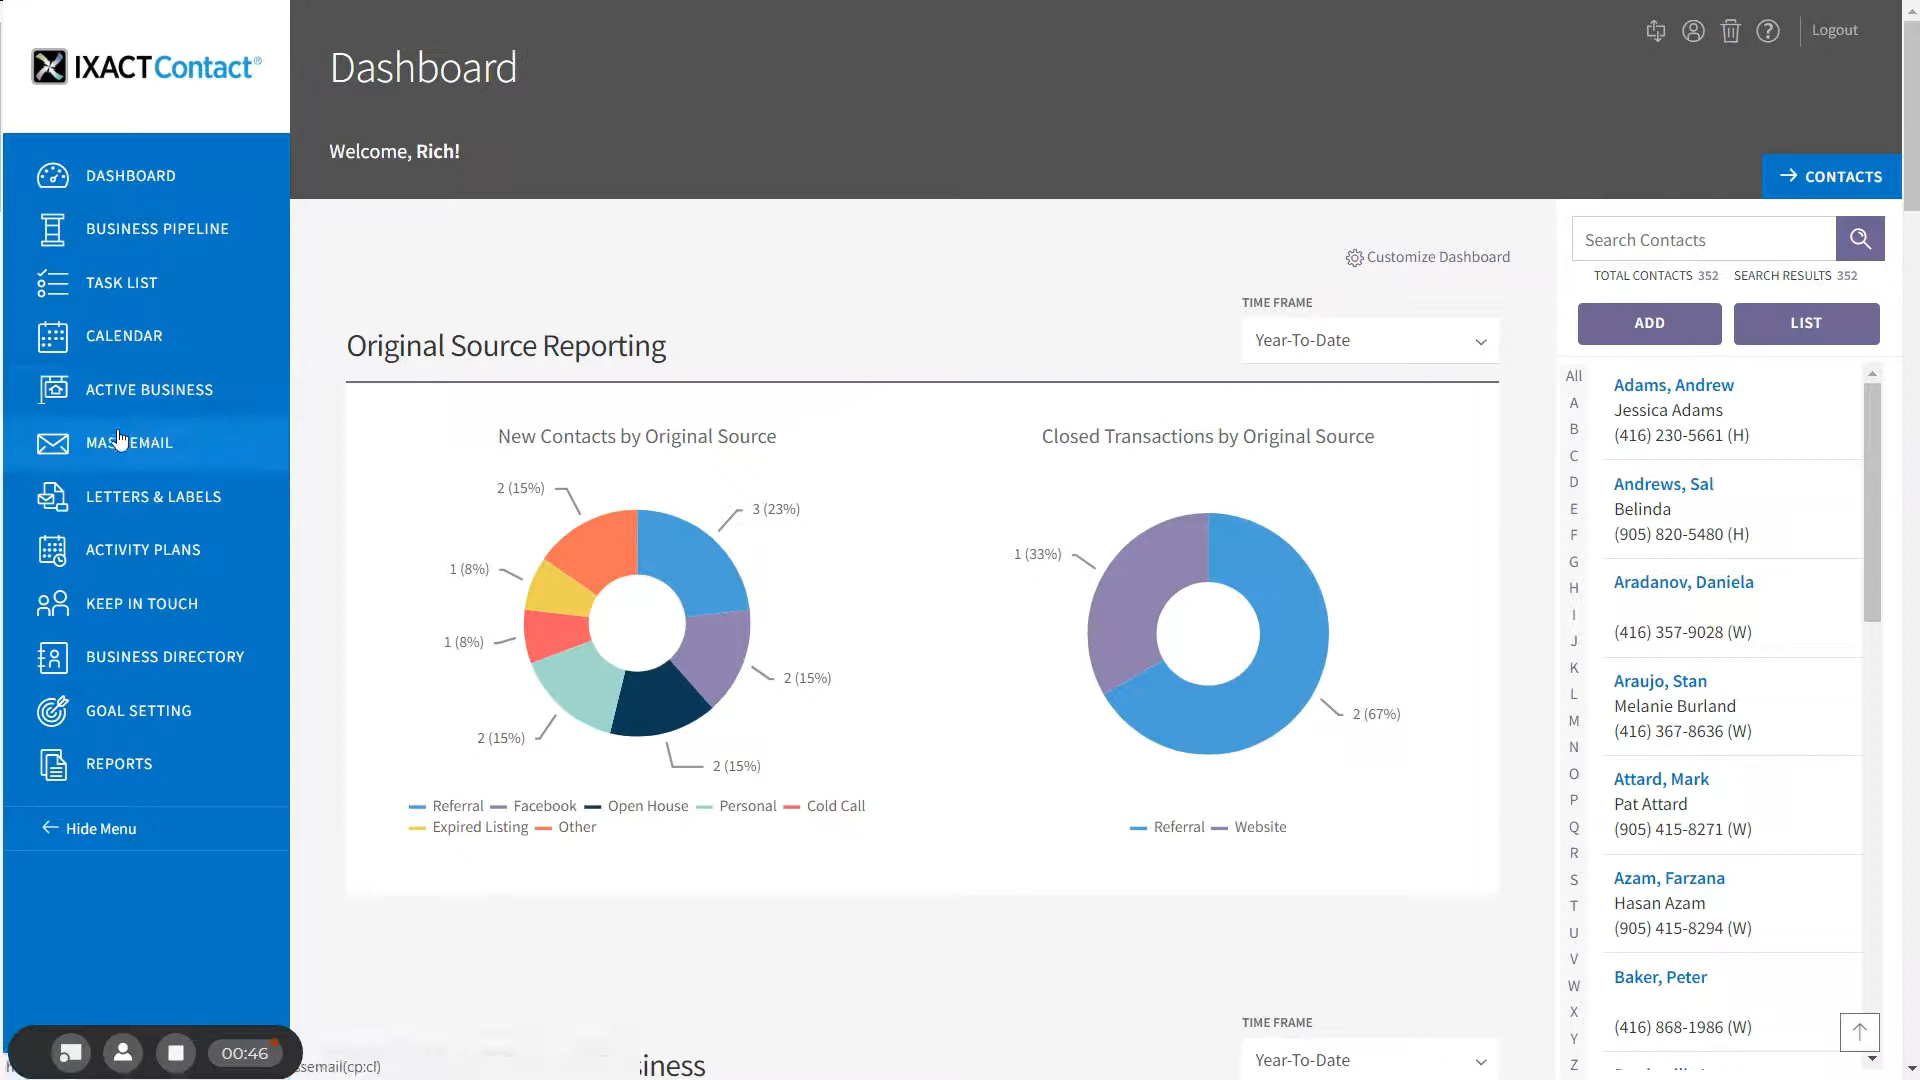 IXACTContact®
DASHBOARD
BUSINESS PIPELINE
TASK LIST
CALENDAR
ACTIVE BUSINESS
MASS EMAIL
LETTERS & LABELS
ACTIVITY PLANS
KEEP IN TOUCH
BUSINESS DIRECTORY
GOAL SETTING
REPORTS
Hide Menu
00:46
ssemail(cp:cl)
Dashboard
Welcome, Rich!
Logout
CONTACTS
Customize Dashboard
TIME FRAME
Year-To-Date
Original Source Reporting
New Contacts by Original Source
2 (15%)
3 (23%)
1 (8%)
1 (8%)
2 (15%)
2 (15%)
2 (15%)
Referral Facebook Open House Personal Cold Call
Expired Listing Other
Closed Transactions by Original Source
1 (33%)
2 (67%)
Referral Website
TIME FRAME
Year-To-Date
iness
Search Contacts
TOTAL CONTACTS 352 SEARCH RESULTS 352
ADD LIST
All
A
B
C
D
E
F
G
H
I
J
K
L
M
N
O
P
Q
R
S
T
U
V
W
X
Y
Z
Adams, Andrew
Jessica Adams
(416) 230-5661 (H)
Andrews, Sal
Belinda
(905) 820-5480 (H)
Aradanov, Daniela
(416) 357-9028 (W)
Araujo, Stan
Melanie Burland
(416) 367-8636 (W)
Attard, Mark
Pat Attard
(905) 415-8271 (W)
Azam, Farzana
Hasan Azam
(905) 415-8294 (W)
Baker, Peter
(416) 868-1986 (W)